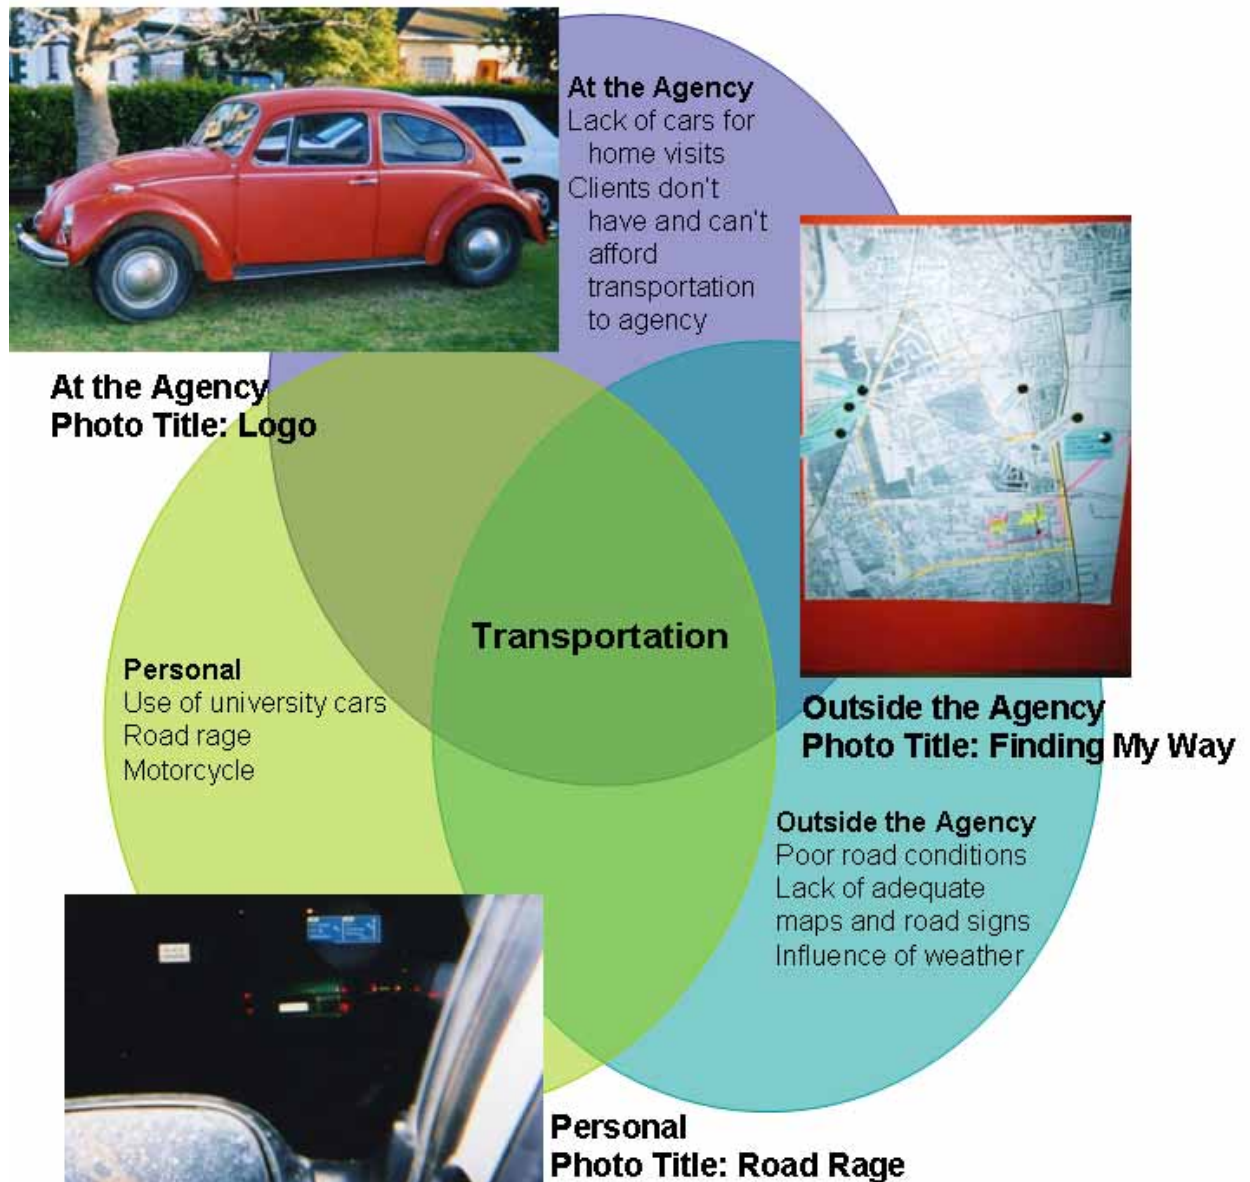 At the Agency
Lack of cars for
home visits
Clients don't
have and can't
afford
transportation
to agency
At the Agency
Photo Title: Logo
Transportation
Personal
Use of university cars
Road rage
Motorcycle
Outside the Agency
Photo Title: Finding My Way
Outside the Agency
Poor road conditions
Lack of adequate
maps and road signs
Influence of weather
Personal
Photo Title: Road Rage